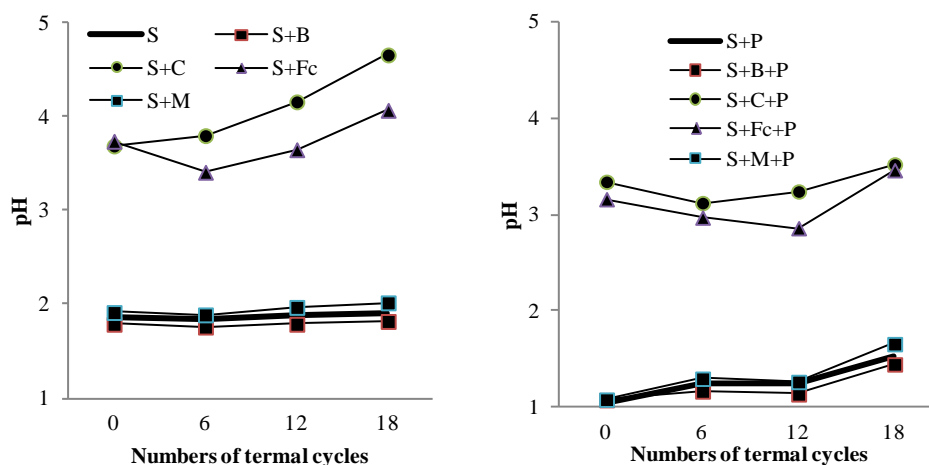 5
4
3
2
1
pH
S
S+B
S+C
S+Fc
S+M
0
6
12
18
Numbers of termal cycles
5
4
3
2
1
pH
S+P
S+B+P
S+C+P
S+Fc+P
S+M+P
0
6
12
18
Numbers of termal cycles